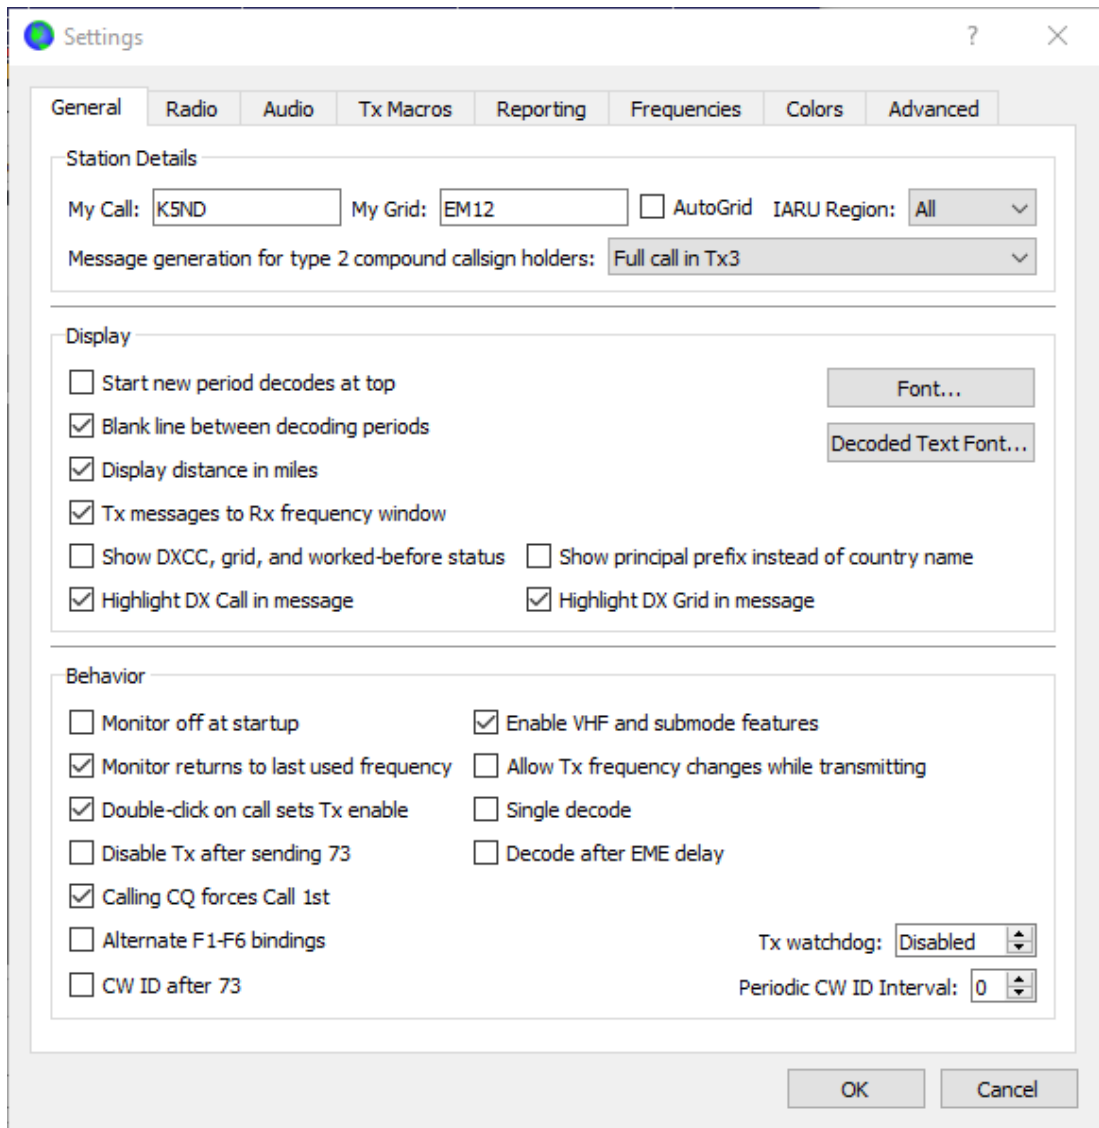 Settings
General Radio Audio Tx Macros Reporting Frequencies Colors Advanced
Station Details
My Call: K5ND My Grid: EM12 AutoGrid IARU Region: All
Message generation for type 2 compound callsign holders: Full call in Tx3
Display
Start new period decodes at top Font...
Blank line between decoding periods Decoded Text Font...
Display distance in miles
Tx messages to Rx frequency window
Show DXCC, grid, and worked-before status Show principal prefix instead of country name
Highlight DX Call in message Highlight DX Grid in message
Behavior
Monitor off at startup Enable VHF and submode features
Monitor returns to last used frequency Allow Tx frequency changes while transmitting
Double-click on call sets Tx enable Single decode
Disable Tx after sending 73 Decode after EME delay
Calling CQ forces Call 1st
Alternate F1-F6 bindings Tx watchdog: Disabled
CW ID after 73 Periodic CW ID Interval: 0
OK Cancel